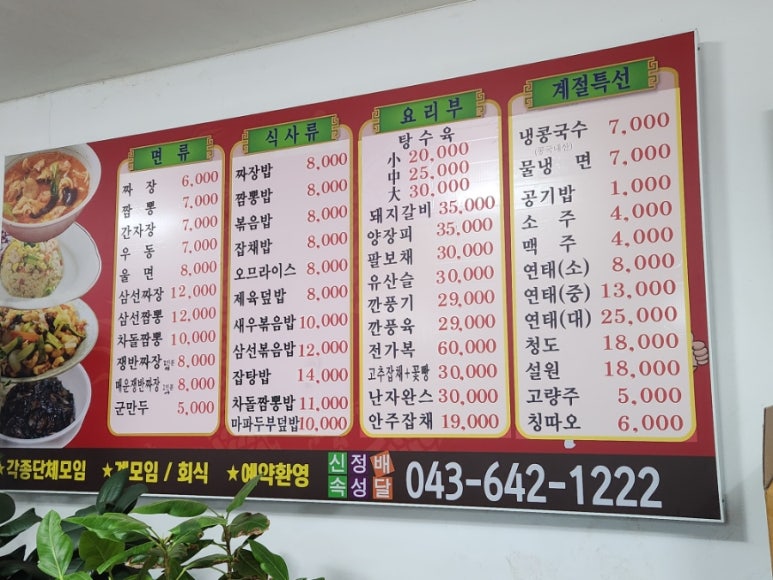 면 류
짜 장 6,000
짬 뽕 7,000
간자장 7,000
우 동 7,000
울 면 8,000
삼선짜장 12,000
삼선짬뽕 12,000
차돌짬뽕 10,000
쟁반짜장 8,000
매운쟁반짜장 8,000
군만두 5,000
식사류
짜장밥 8,000
짬뽕밥 8,000
볶음밥 8,000
잡채밥 8,000
오므라이스 8,000
제육덮밥 8,000
새우볶음밥 10,000
삼선볶음밥 12,000
잡탕밥 14,000
차돌짬뽕밥 11,000
마파두부덮밥 10,000
요리부
탕수육
小 20,000
中 25,000
大 30,000
돼지갈비 35,000
양장피 35,000
팔보채 30,000
유산슬 30,000
깐풍기 29,000
깐풍육 29,000
전가복 60,000
고추잡채+꽃빵 30,000
난자완스 30,000
안주잡채 19,000
계절특선
냉콩국수 7,000
(콩국내산)
물냉 면 7,000
공기밥 1,000
소 주 4,000
맥 주 4,000
연태(소) 8,000
연태(중) 13,000
연태(대) 25,000
청도 18,000
설원 18,000
고량주 5,000
칭따오 6,000
★각종단체모임 ★계모임 / 회식 ★예약환영
신정배
속성달
043-642-1222